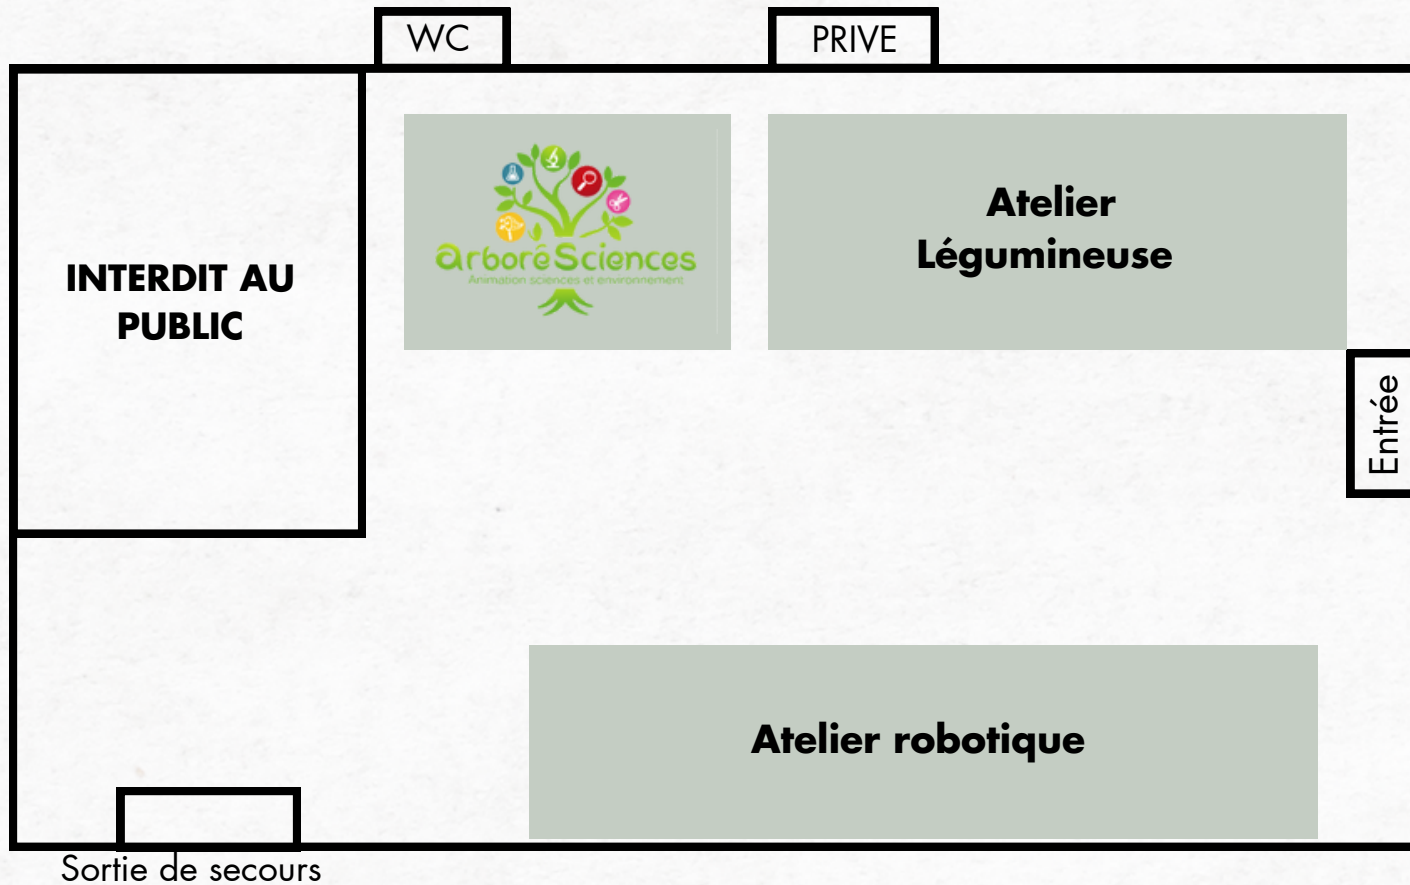 WC
PRIVE
INTERDIT AU
PUBLIC
arboréSciences
Animation sciences et environnement
Atelier
Légumineuse
Entrée
Atelier robotique
Sortie de secours